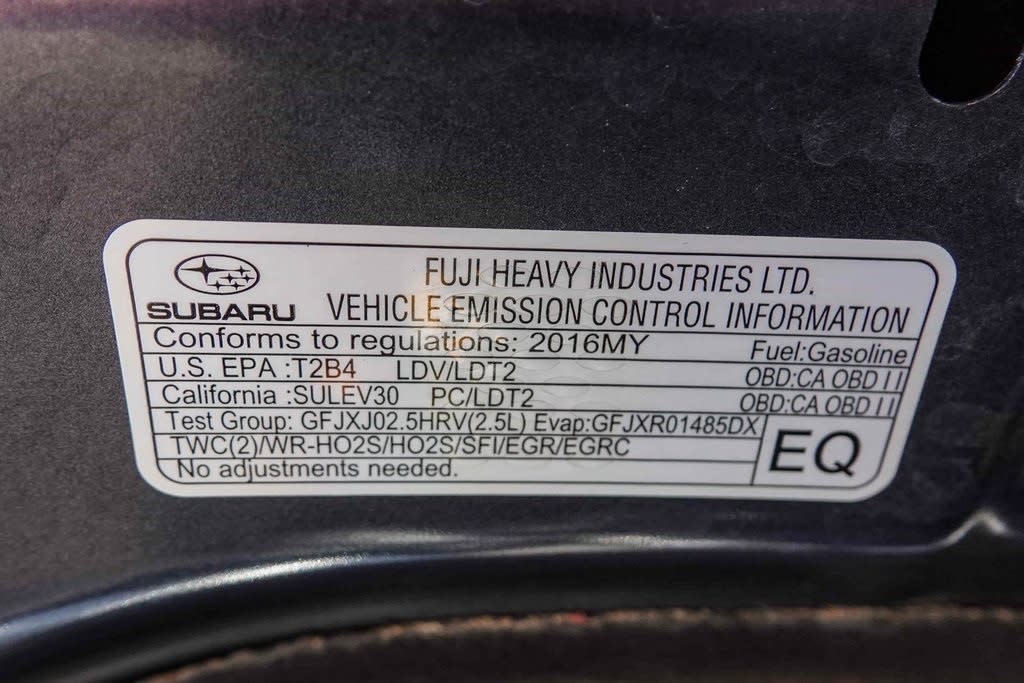 SUBARU
FUJI HEAVY INDUSTRIES LTD.
VEHICLE EMISSION CONTROL INFORMATION
Conforms to regulations: 2016MY Fuel:Gasoline
U.S. EPA :T2B4 LDV/LDT2 OBD:CA OBD II
California :SULEV30 PC/LDT2 OBD:CA OBD II
Test Group: GFJXJ02.5HRV(2.5L) Evap:GFJXR01485DX
TWC(2)/WR-HO2S/HO2S/SFI/EGR/EGRC
No adjustments needed.
EQ